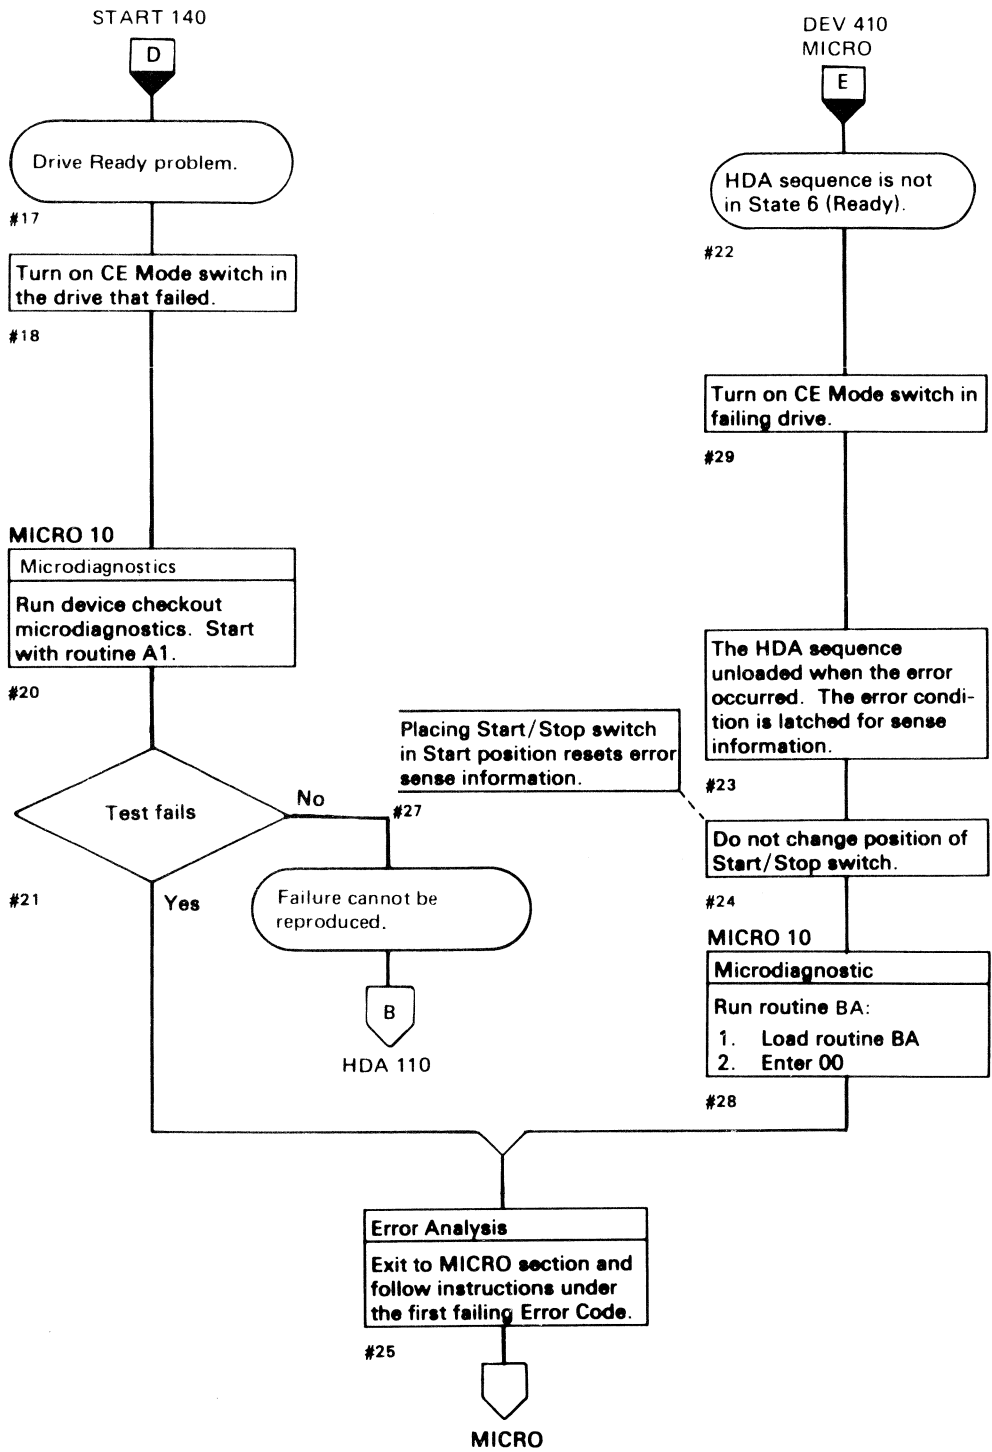 START 140
D
Drive Ready problem.
#17
Turn on CE Mode switch in
the drive that failed.
#18
MICRO 10
Microdiagnostics
Run device checkout
microdiagnostics. Start
with routine A1.
#20
Test fails
No
#21
Yes
#27
Failure cannot be
reproduced.
B
HDA 110
DEV 410
MICRO
E
HDA sequence is not
in State 6 (Ready).
#22
Turn on CE Mode switch in
failing drive.
#29
The HDA sequence
unloaded when the error
occurred. The error condi-
tion is latched for sense
information.
#23
Placing Start/Stop switch
in Start position resets error
sense information.
Do not change position of
Start/Stop switch.
#24
MICRO 10
Microdiagnostic
Run routine BA:
1. Load routine BA
2. Enter 00
#28
Error Analysis
Exit to MICRO section and
follow instructions under
the first failing Error Code.
#25
MICRO